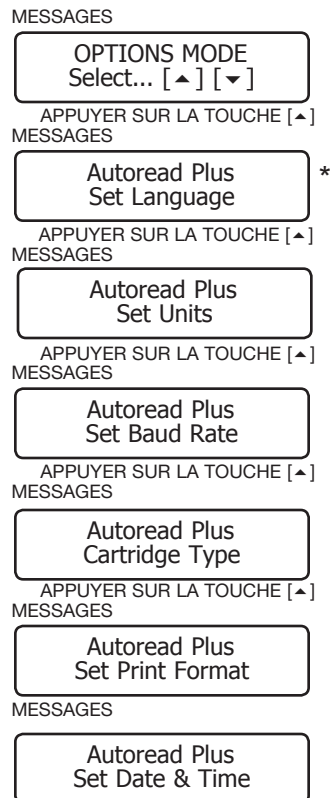 MESSAGES
OPTIONS MODE
Select... [▲] [▼]
APPUYER SUR LA TOUCHE [▲]
MESSAGES
Autoread Plus *
Set Language
APPUYER SUR LA TOUCHE [▲]
MESSAGES
Autoread Plus
Set Units
APPUYER SUR LA TOUCHE [▲]
MESSAGES
Autoread Plus
Set Baud Rate
APPUYER SUR LA TOUCHE [▲]
MESSAGES
Autoread Plus
Cartridge Type
APPUYER SUR LA TOUCHE [▲]
MESSAGES
Autoread Plus
Set Print Format
MESSAGES
Autoread Plus
Set Date & Time